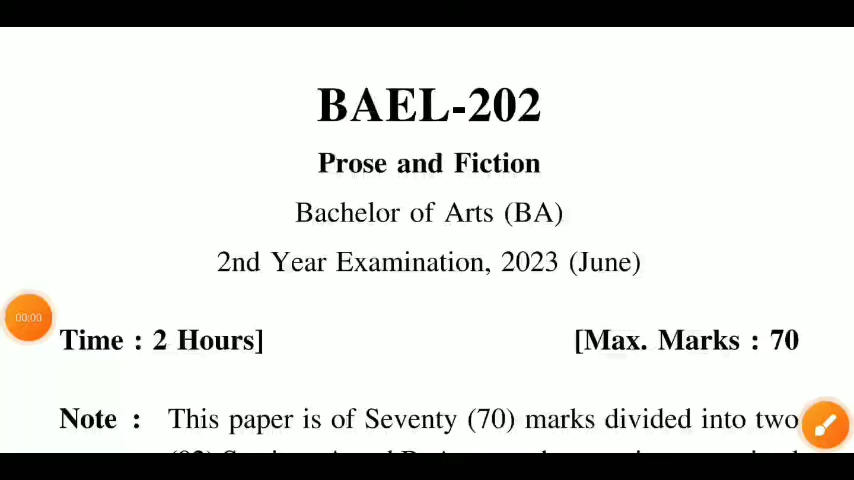 BAEL-202
Prose and Fiction
Bachelor of Arts (BA)
2nd Year Examination, 2023 (June)
00:00
Time : 2 Hours]
[Max. Marks : 70
Note : This paper is of Seventy (70) marks divided into two